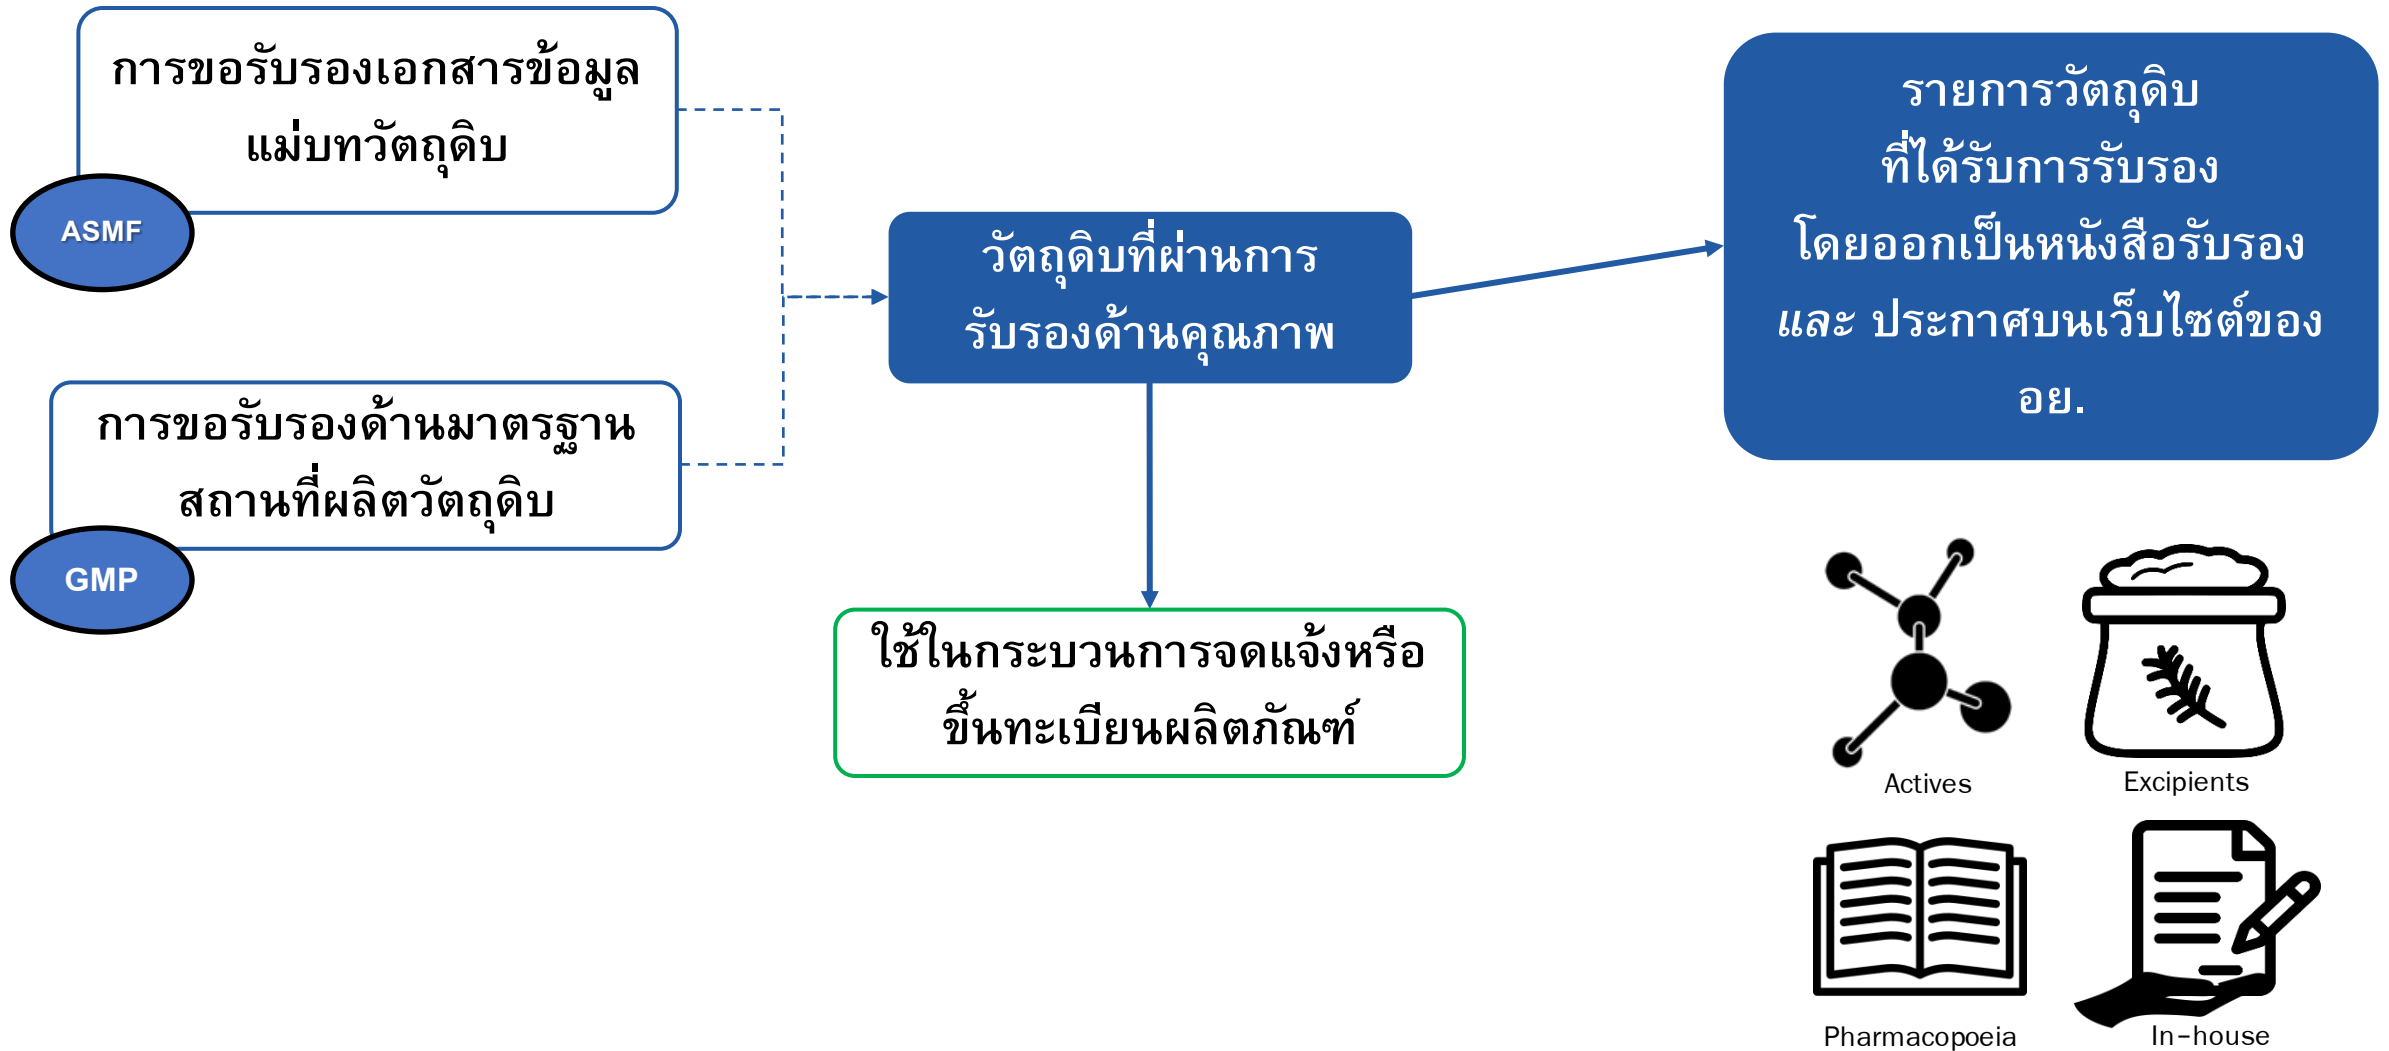 การขอรับรองเอกสารข้อมูล
แม่บทวัตถุดิบ
ASMF
การขอรับรองด้านมาตรฐาน
สถานที่ผลิตวัตถุดิบ
GMP
วัตถุดิบที่ผ่านการ
รับรองด้านคุณภาพ
ใช้ในกระบวนการจดแจ้งหรือ
ขึ้นทะเบียนผลิตภัณฑ์
รายการวัตถุดิบ
ที่ได้รับการรับรอง
โดยออกเป็นหนังสือรับรอง
และ ประกาศบนเว็บไซต์ของ
อย.
Actives
Excipients
Pharmacopoeia
In-house